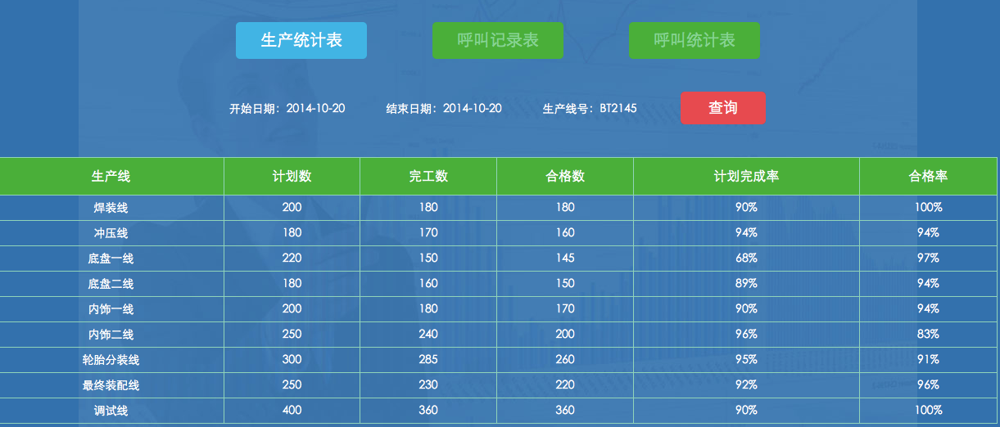 生产统计表 呼叫记录表 呼叫统计表
开始日期：2014-10-20 结束日期：2014-10-20 生产线号：BT2145 查询
生产线 计划数 完工数 合格数 计划完成率 合格率
焊装线 200 180 180 90% 100%
冲压线 180 170 160 94% 94%
底盘一线 220 150 145 68% 97%
底盘二线 180 160 150 89% 94%
内饰一线 200 180 170 90% 94%
内饰二线 250 240 200 96% 83%
轮胎分装线 300 285 260 95% 91%
最终装配线 250 230 220 92% 96%
调试线 400 360 360 90% 100%